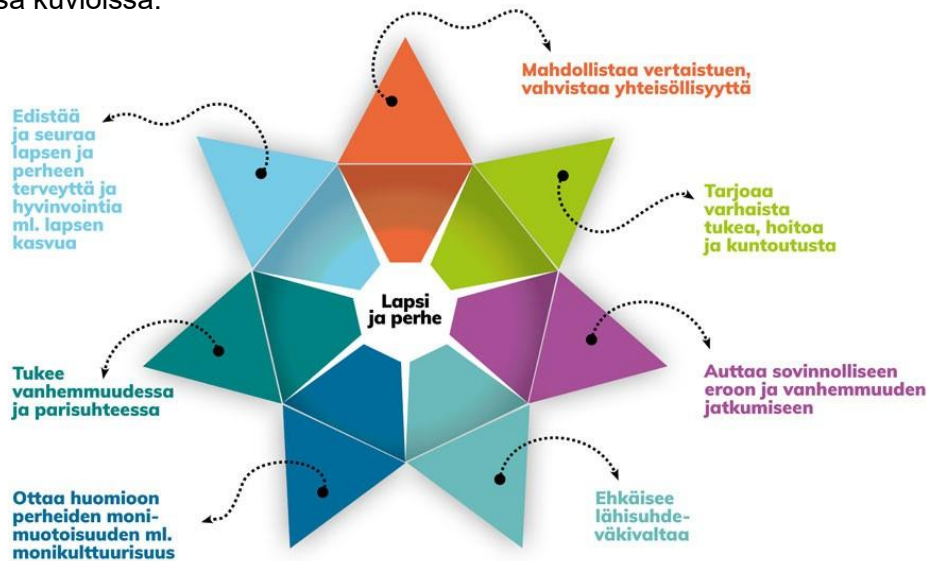 sa kuvioissa.
Mahdollistaa vertaistuen,
vahvistaa yhteisöllisyyttä
Edistää
ja seuraa
lapsen ja
perheen
terveyttä ja
hyvinvointia
ml. lapsen
kasvua
Tarjoaa
varhaista
tukea, hoitoa
ja kuntoutusta
Lapsi
ja perhe
Tukee
vanhemmuudessa
ja parisuhteessa
Auttaa sovinnolliseen
eroon ja vanhemmuuden
jatkumiseen
Ottaa huomioon
perheiden moni-
muotoisuuden ml.
monikulttuurisuus
Ehkäisee
lähisuhde-
väkivaltaa